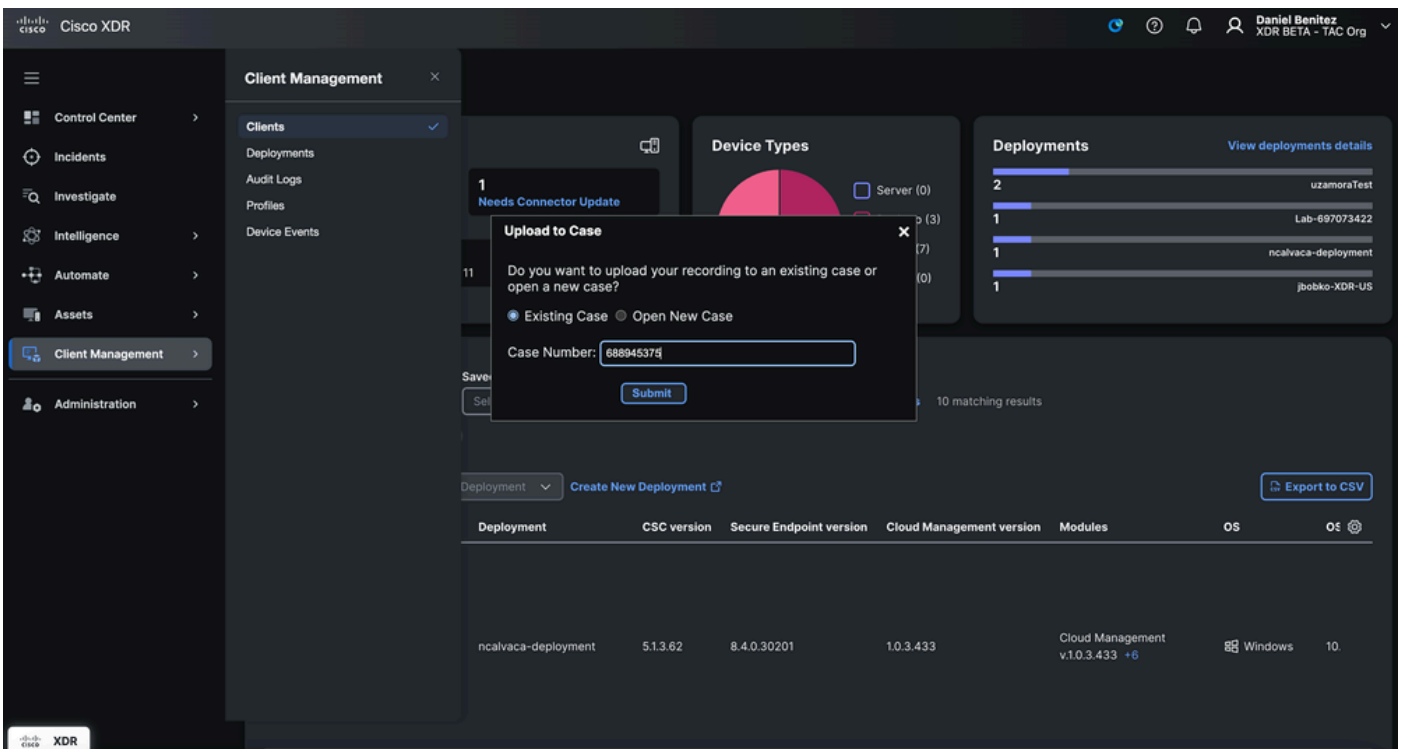 cisco Cisco XDR
Daniel Benitez
XDR BETA - TAC Org
Control Center
Incidents
Investigate
Intelligence
Automate
Assets
Client Management
Administration
Client Management
Clients
Deployments
Audit Logs
Profiles
Device Events
1
Needs Connector Update
11
Device Types
Server (0)
(3)
(7)
(0)
Deployments
View deployments details
2 uzamoraTest
1 Lab-697073422
1 ncalvaca-deployment
1 jbobko-XDR-US
Upload to Case
Do you want to upload your recording to an existing case or
open a new case?
Existing Case Open New Case
Case Number: 688945375
Submit
10 matching results
Deployment Create New Deployment
Export to CSV
Deployment CSC version Secure Endpoint version Cloud Management version Modules OS
ncalvaca-deployment 5.1.3.62 8.4.0.30201 1.0.3.433 Cloud Management
v.1.0.3.433 +6
Windows 10.
cisco XDR